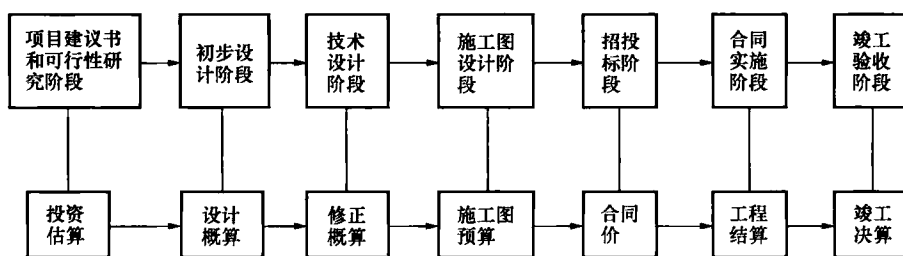 项目建议书
和可行性研
究阶段
初步设
计阶段
技术
设计
阶段
施工图
设计阶
段
招投
标阶
段
合同
实施
阶段
竣工
验收
阶段
投资
估算
设计
概算
修正
概算
施工图
预算
合同
价
工程
结算
竣工
决算